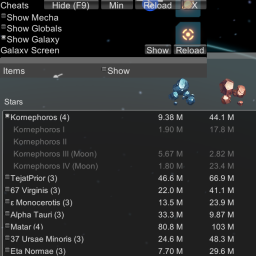 Cheats Hide (F9) Min Reload X
Show Mecha
Show Globals
Show Galaxy
Galaxy Screen Show Reload
Items Show
Stars
Komephoros (4) 9.38 M 44.1 M
Komephoros I 1.90 M 17.8 M
Komephoros II
Komephoros III (Moon) 5.67 M 2.82 M
Komephoros IV (Moon) 1.80 M 23.4 M
TejatPrior (3) 46.6 M 66.9 M
67 Virginis (3) 22.0 M 41.1 M
ε Monocerotis (3) 13.5 M 23.9 M
Alpha Tauri (3) 33.3 M 9.87 M
Matar (4) 80.8 M 103 M
37 Ursae Minoris (3) 24.6 M 48.3 M
Eta Normae (3) 7.70 M 29.6 M